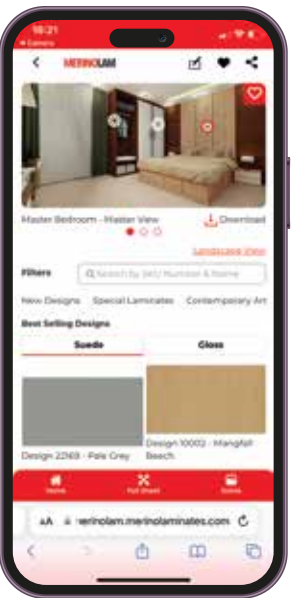 18:21
Camera
MERINOLAM
Master Bedroom - Master View
Download
Landscape View
Filters
Search by SKU Number & Name
New Designs Special Laminates Contemporary Art
Best Selling Designs
Suede Gloss
Design 22169 - Pale Grey
Design 10002 - Mangfall Beech
Home Full Sheet Rooms
AA merinolam.merinolaminates.com